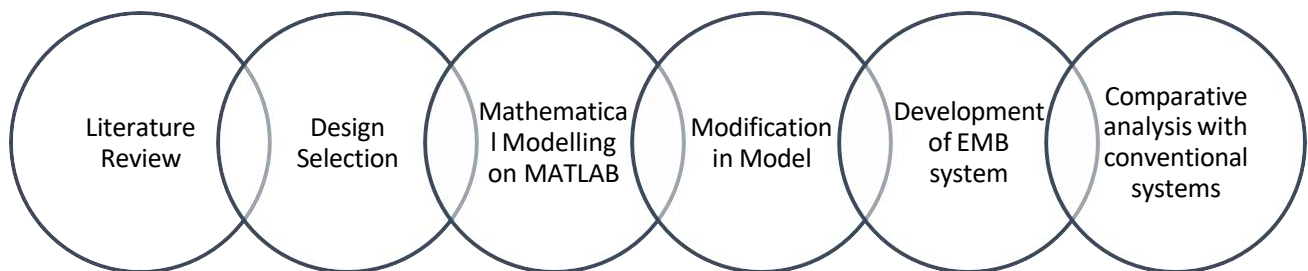 Literature
Review
Design
Selection
Mathematica
l Modelling
on MATLAB
Modification
in Model
Development
of EMB
system
Comparative
analysis with
conventional
systems